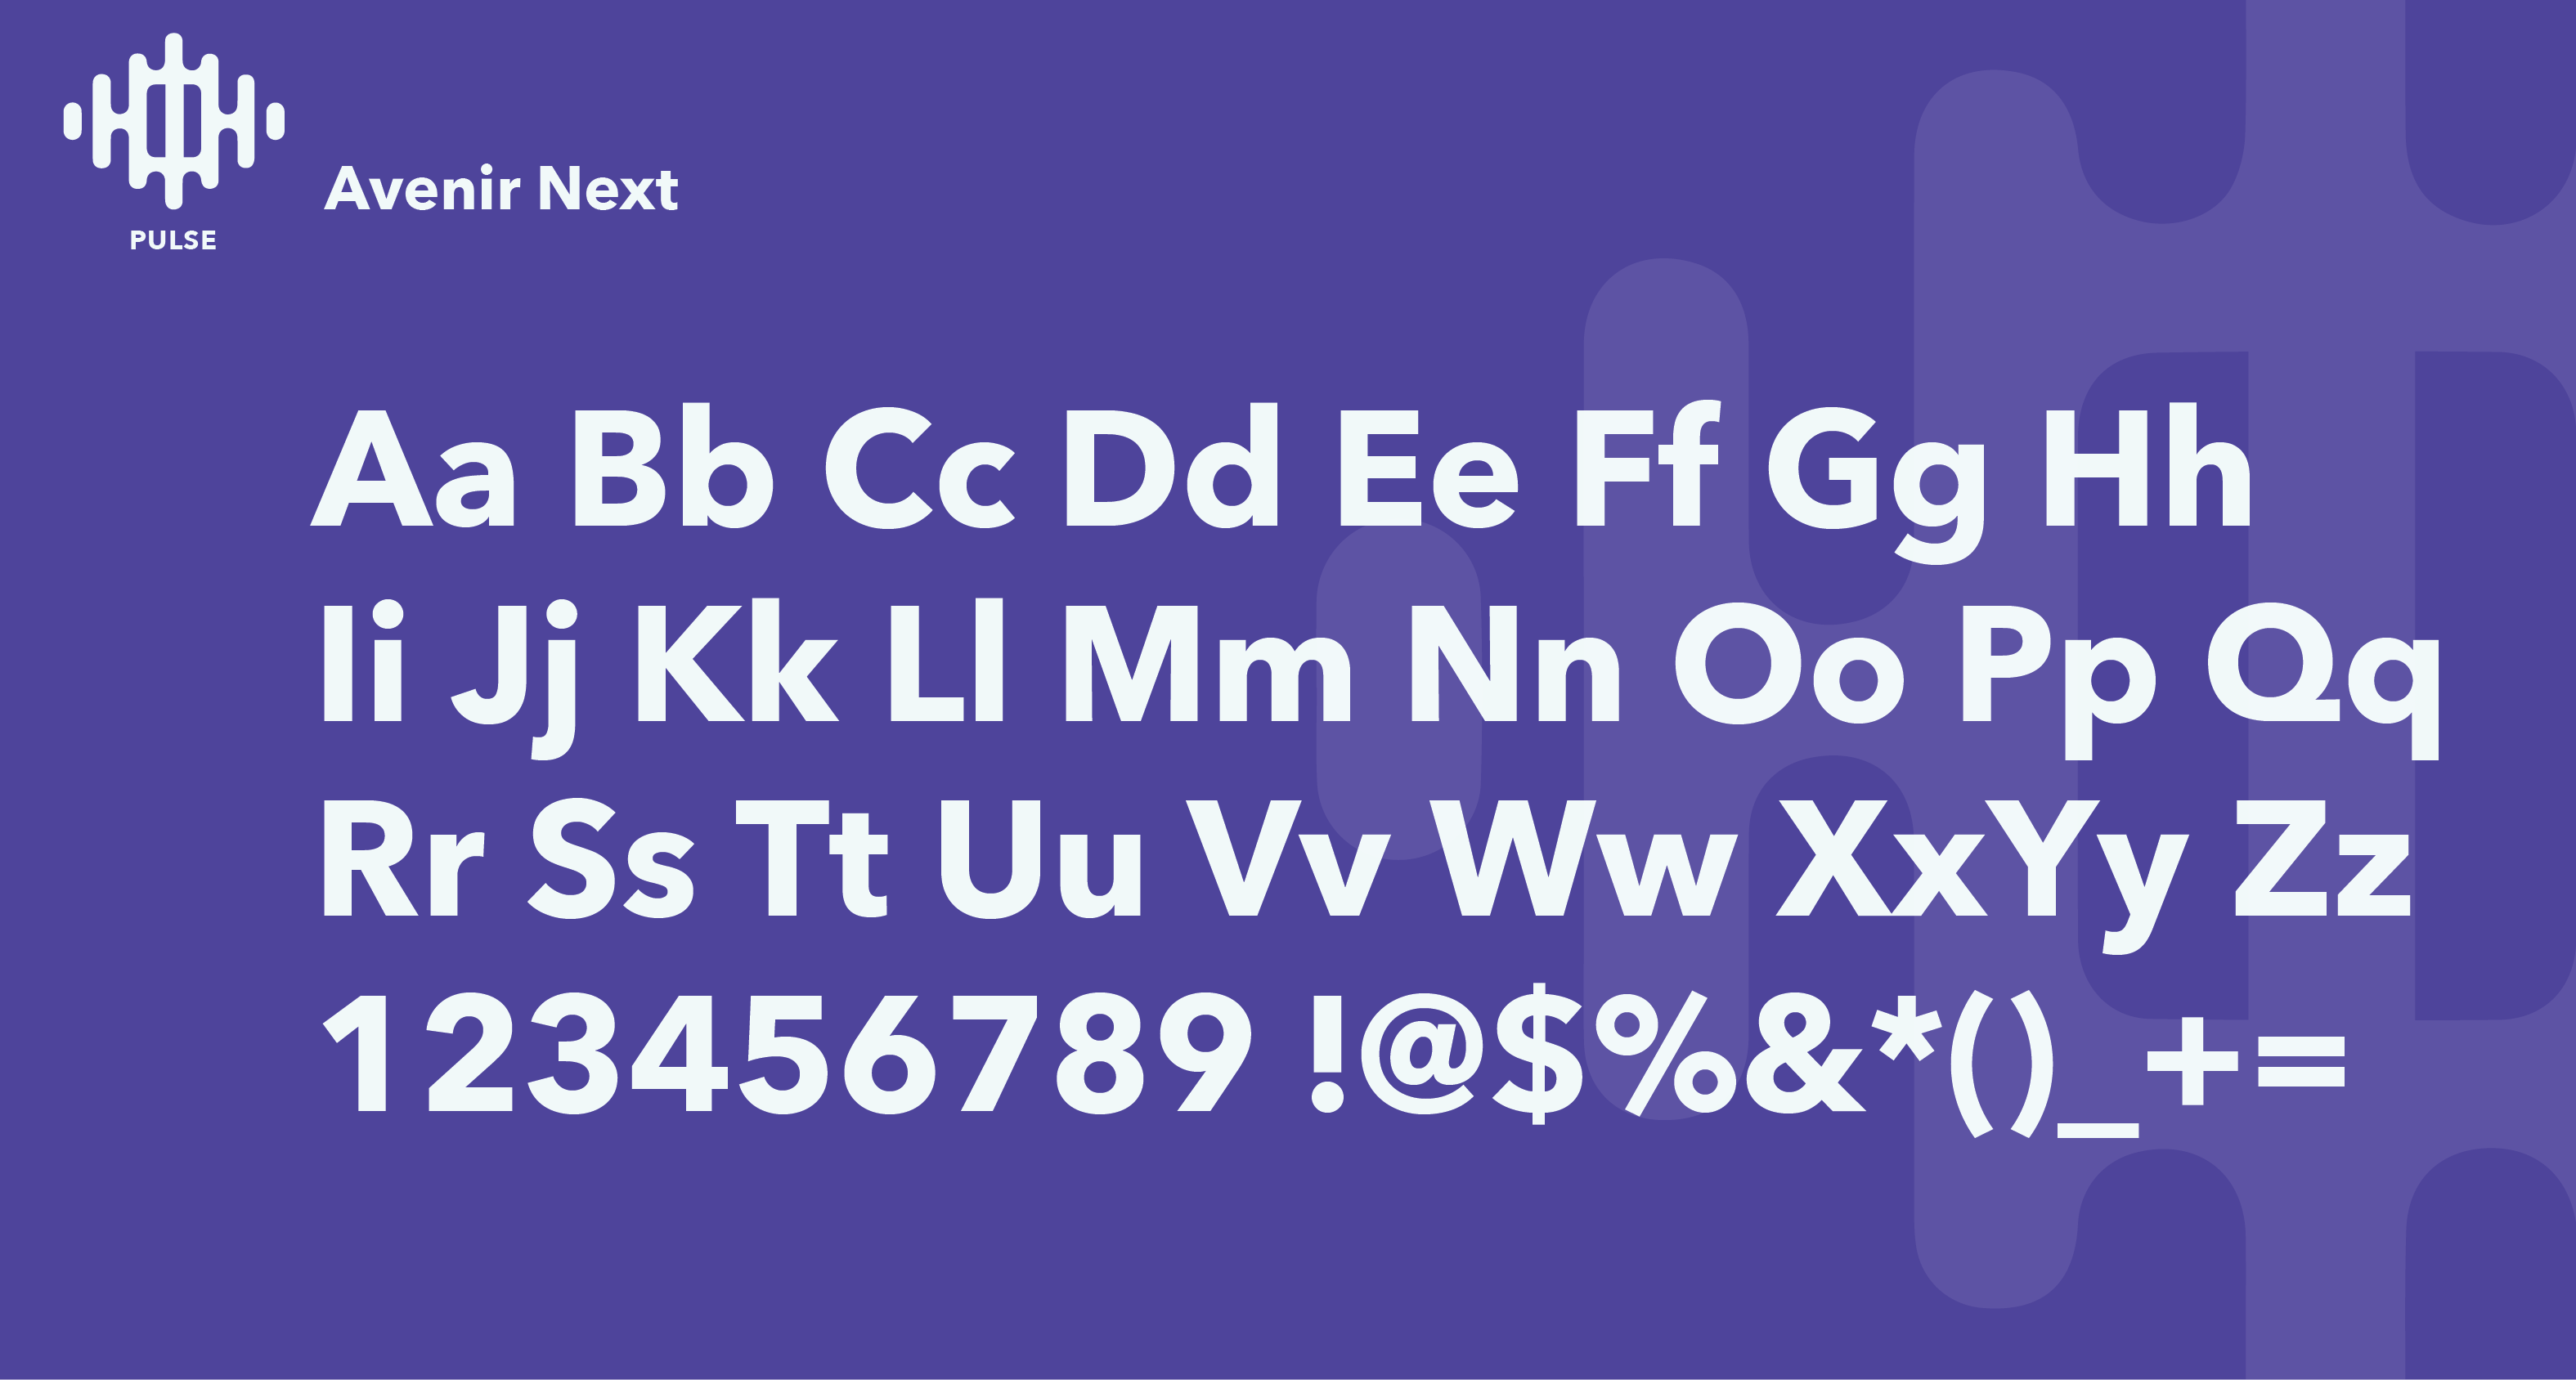 PULSE
Avenir Next
Aa Bb Cc Dd Ee Ff Gg Hh
Ii Jj Kk Ll Mm Nn Oo Pp Qq
Rr Ss Tt Uu Vv Ww XxYy Zz
123456789 !@$%&*()_+=